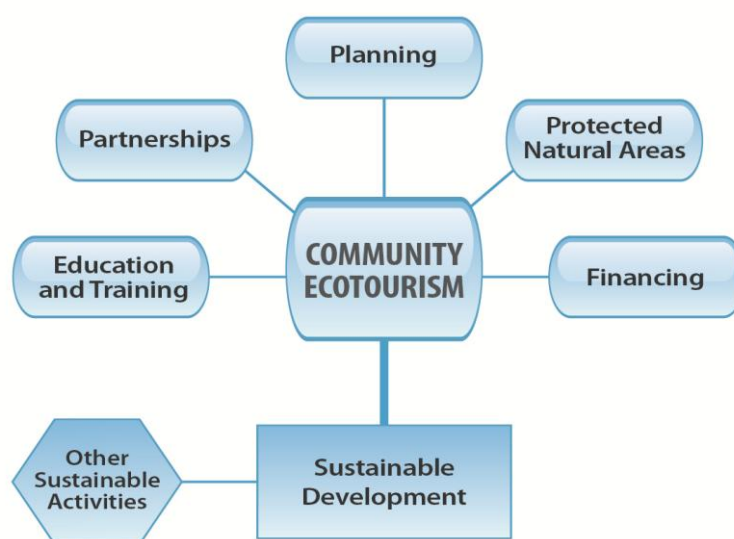 Planning
Partnerships
Protected
Natural Areas
Education
and Training
COMMUNITY
ECOTOURISM
Financing
Other
Sustainable
Activities
Sustainable
Development